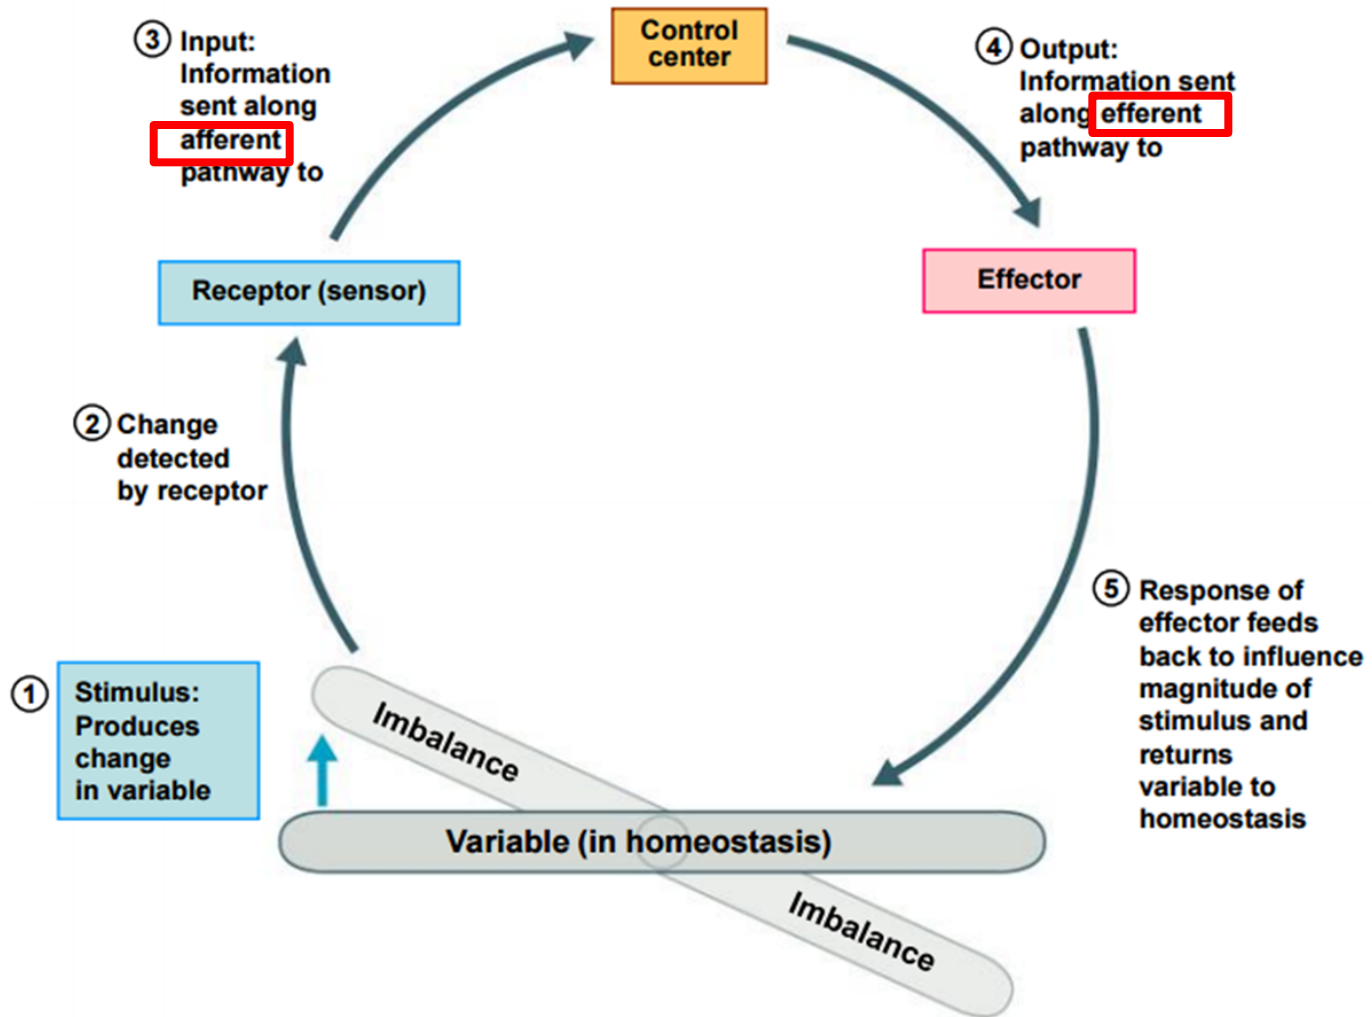 Control
center
3 Input:
Information
sent along
afferent
pathway to
4 Output:
Information sent
along efferent
pathway to
Receptor (sensor)
Effector
2 Change
detected
by receptor
5 Response of
effector feeds
back to influence
magnitude of
stimulus and
returns
variable to
homeostasis
1 Stimulus:
Produces
change
in variable
Imbalance
Variable (in homeostasis)
Imbalance